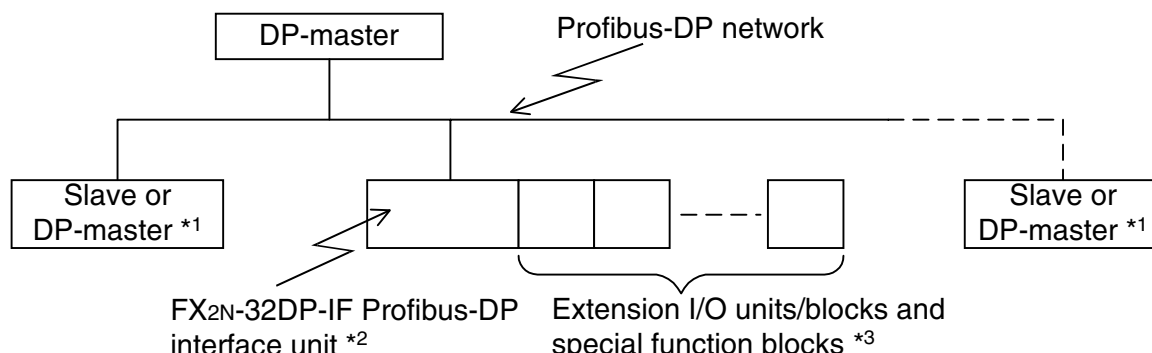 DP-master
Profibus-DP network
Slave or
DP-master *1
Slave or
DP-master *1
FX2N-32DP-IF Profibus-DP
interface unit *2
Extension I/O units/blocks and
special function blocks *3